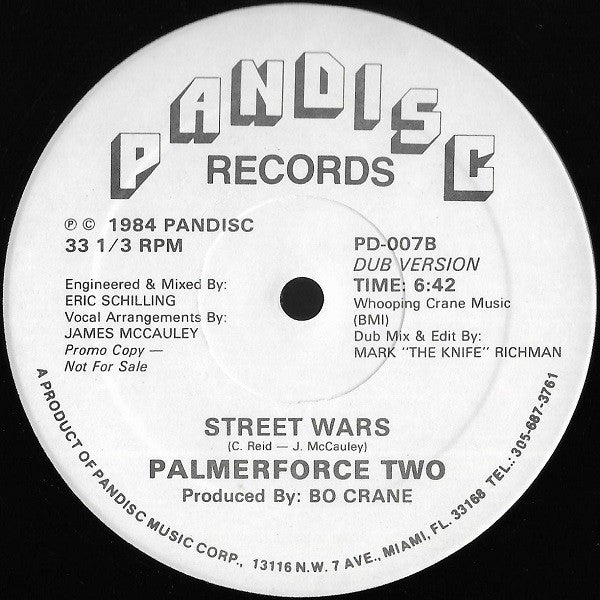 PANDISC
RECORDS
℗ © 1984 PANDISC
33 1/3 RPM
Engineered & Mixed By:
ERIC SCHILLING
Vocal Arrangements By:
JAMES MCCAULEY
Promo Copy —
Not For Sale
PD-007B
DUB VERSION
TIME: 6:42
Whooping Crane Music
(BMI)
Dub Mix & Edit By:
MARK "THE KNIFE" RICHMAN
STREET WARS
(C. Reid — J. McCauley)
PALMERFORCE TWO
Produced By: BO CRANE
A PRODUCT OF PANDISC MUSIC CORP., 13116 N.W. 7 AVE., MIAMI, FL. 33168 TEL.: 305-687-3761